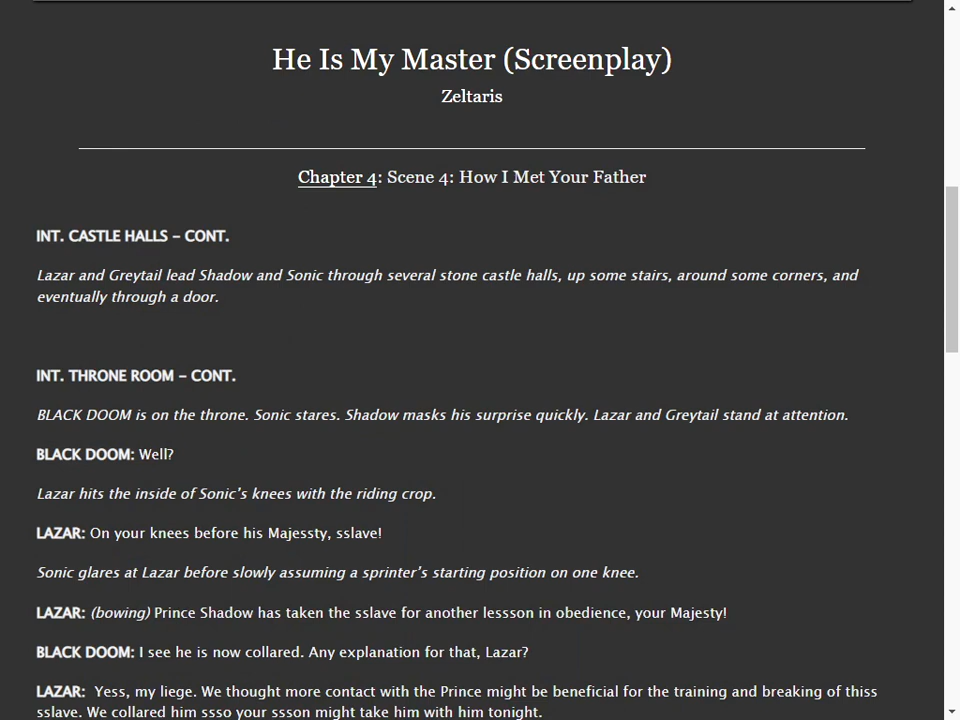 He Is My Master (Screenplay)
Zeltaris
Chapter 4: Scene 4: How I Met Your Father
INT. CASTLE HALLS – CONT.
Lazar and Greytail lead Shadow and Sonic through several stone castle halls, up some stairs, around some corners, and
eventually through a door.
INT. THRONE ROOM – CONT.
BLACK DOOM is on the throne. Sonic stares. Shadow masks his surprise quickly. Lazar and Greytail stand at attention.
BLACK DOOM: Well?
Lazar hits the inside of Sonic’s knees with the riding crop.
LAZAR: On your knees before his Majessty, sslave!
Sonic glares at Lazar before slowly assuming a sprinter’s starting position on one knee.
LAZAR: (bowing) Prince Shadow has taken the sslave for another lessson in obedience, your Majesty!
BLACK DOOM: I see he is now collared. Any explanation for that, Lazar?
LAZAR: Yess, my liege. We thought more contact with the Prince might be beneficial for the training and breaking of thiss
sslave. We collared him ssso your ssson might take him with him tonight.